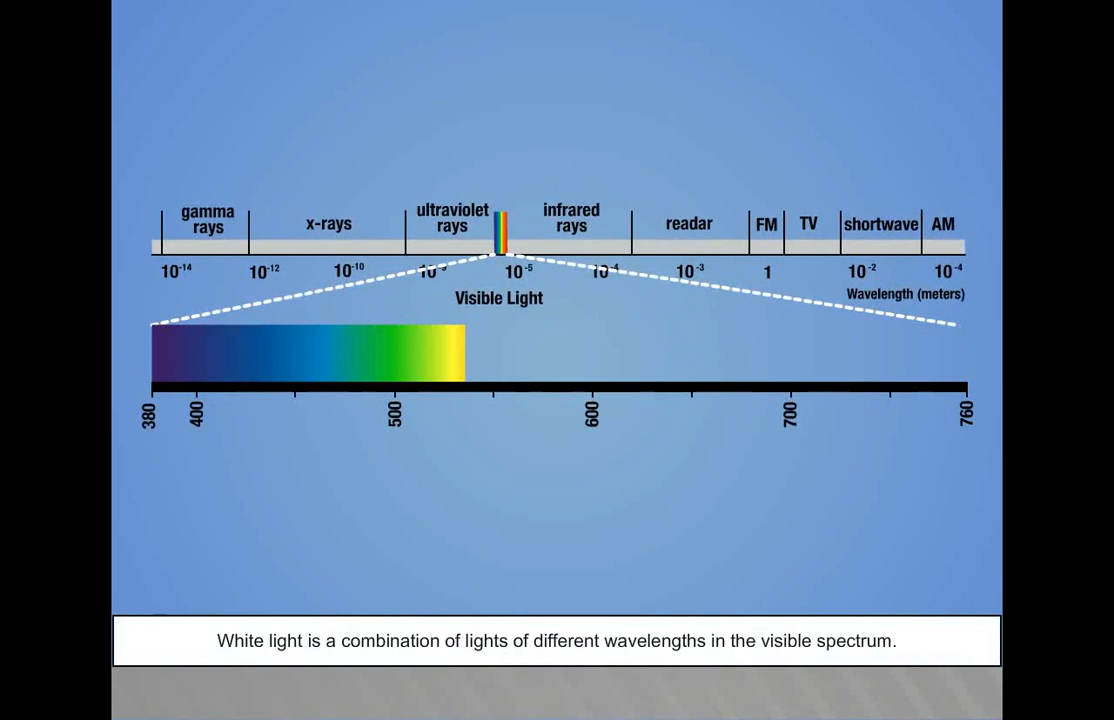 gamma rays x-rays ultraviolet rays infrared rays readar FM TV shortwave AM
10⁻¹⁴ 10⁻¹² 10⁻¹⁰ 10⁻⁵ 10⁻⁴ 10⁻³ 1 10⁻² 10⁻⁴
Visible Light Wavelength (meters)
380 400 500 600 700 760
White light is a combination of lights of different wavelengths in the visible spectrum.